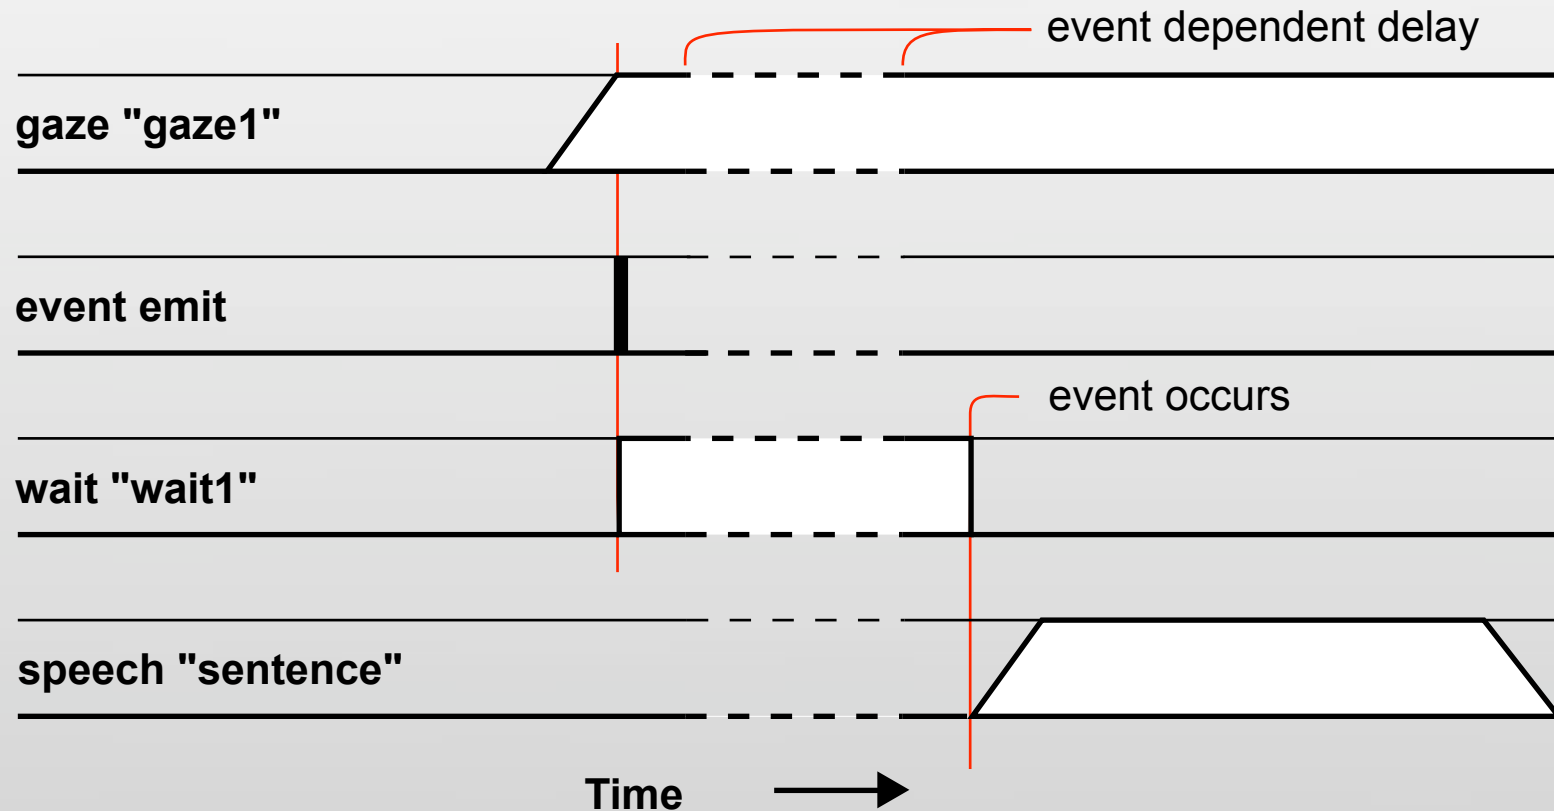 event dependent delay
gaze "gaze1"
event emit
event occurs
wait "wait1"
speech "sentence"
Time